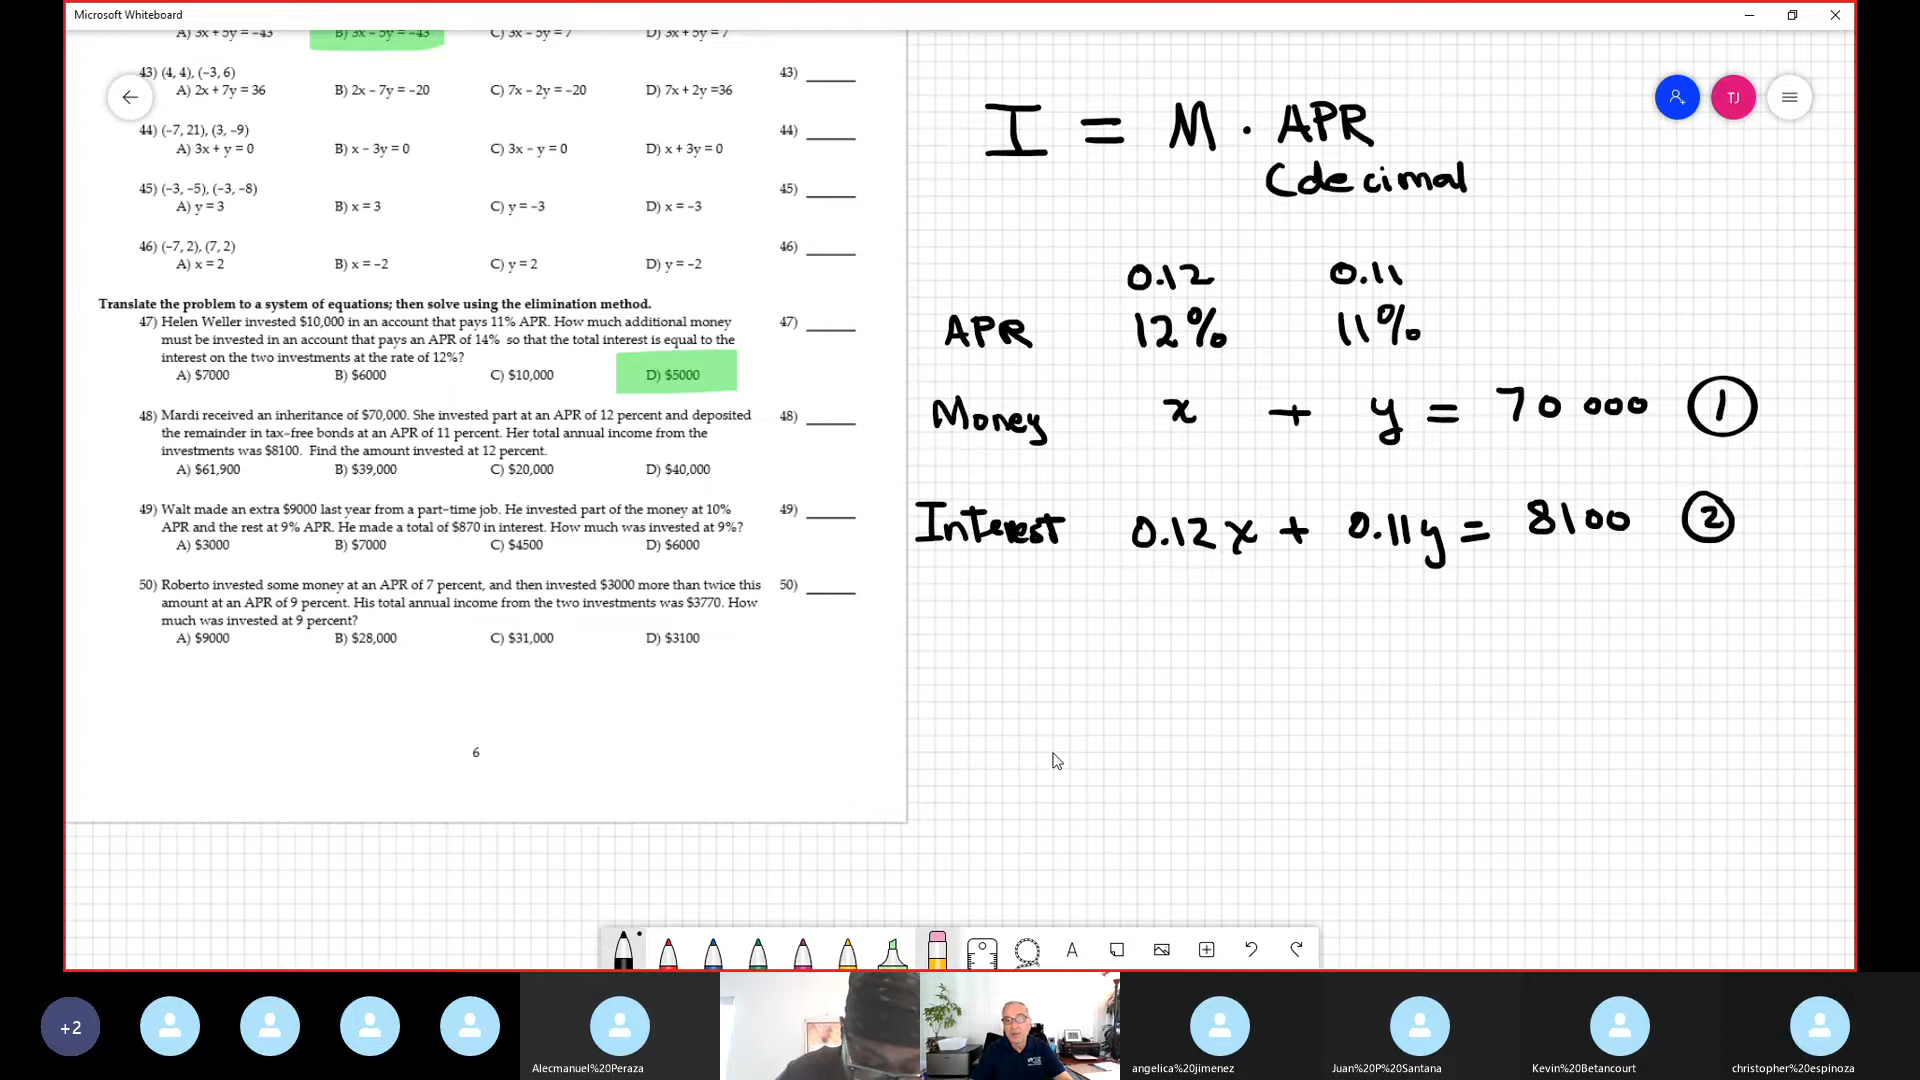 Microsoft Whiteboard
A) 3x + 5y = −43 B) 3x − 5y = −43 C) 3x − 5y = 7 D) 3x + 5y = 7
43) (4, 4), (−3, 6) 43)
A) 2x + 7y = 36 B) 2x − 7y = −20 C) 7x − 2y = −20 D) 7x + 2y =36
44) (−7, 21), (3, −9) 44)
A) 3x + y = 0 B) x − 3y = 0 C) 3x − y = 0 D) x + 3y = 0
45) (−3, −5), (−3, −8) 45)
A) y = 3 B) x = 3 C) y = −3 D) x = −3
46) (−7, 2), (7, 2) 46)
A) x = 2 B) x = −2 C) y = 2 D) y = −2
Translate the problem to a system of equations; then solve using the elimination method.
47) Helen Weller invested $10,000 in an account that pays 11% APR. How much additional money 47)
must be invested in an account that pays an APR of 14% so that the total interest is equal to the
interest on the two investments at the rate of 12%?
A) $7000 B) $6000 C) $10,000 D) $5000
48) Mardi received an inheritance of $70,000. She invested part at an APR of 12 percent and deposited 48)
the remainder in tax−free bonds at an APR of 11 percent. Her total annual income from the
investments was $8100. Find the amount invested at 12 percent.
A) $61,900 B) $39,000 C) $20,000 D) $40,000
49) Walt made an extra $9000 last year from a part−time job. He invested part of the money at 10% 49)
APR and the rest at 9% APR. He made a total of $870 in interest. How much was invested at 9%?
A) $3000 B) $7000 C) $4500 D) $6000
50) Roberto invested some money at an APR of 7 percent, and then invested $3000 more than twice this 50)
amount at an APR of 9 percent. His total annual income from the two investments was $3770. How
much was invested at 9 percent?
A) $9000 B) $28,000 C) $31,000 D) $3100
6
I = M · APR
(decimal
0.12 0.11
APR 12% 11%
Money x + y = 70 000 1
Interest 0.12x + 0.11y = 8100 2
TJ
A
+2
Alecmanuel%20Peraza
angelica%20jimenez
Juan%20P%20Santana
Kevin%20Betancourt
christopher%20espinoza